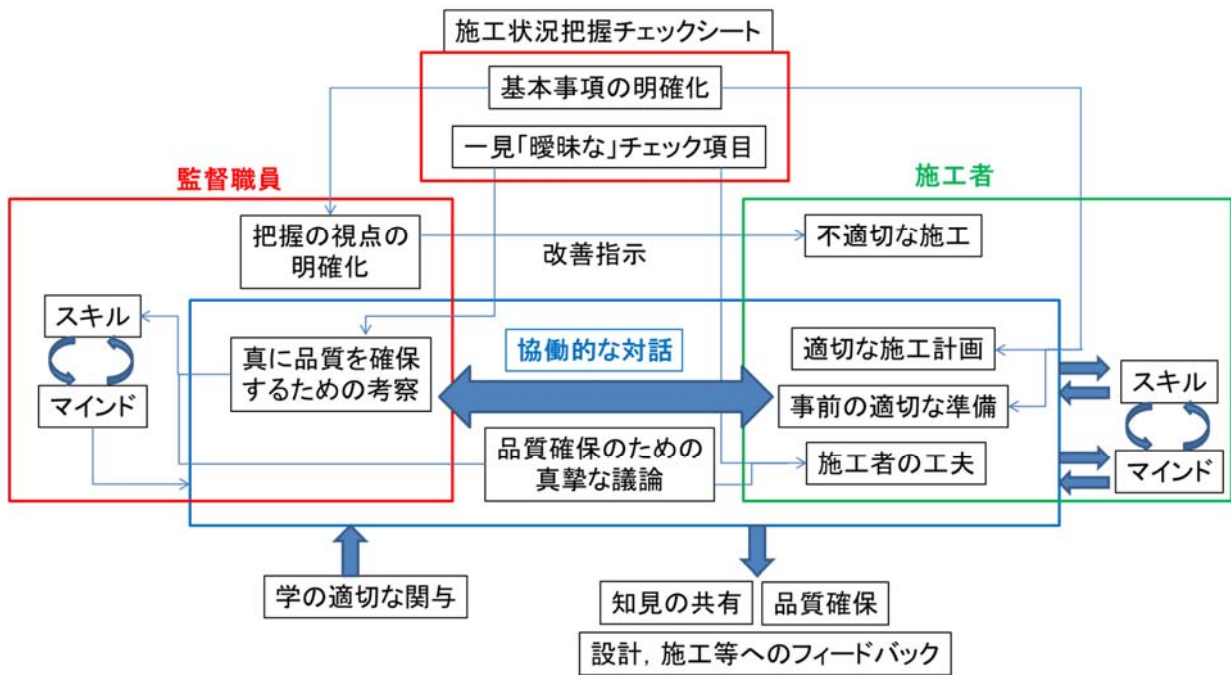 施工状況把握チェックシート
基本事項の明確化
一見「曖昧な」チェック項目
監督職員
施工者
把握の視点の
明確化
改善指示
不適切な施工
スキル
マインド
真に品質を確保
するための考察
協働的な対話
適切な施工計画
事前の適切な準備
品質確保のための
真摯な議論
施工者の工夫
スキル
マインド
学の適切な関与
知見の共有
品質確保
設計，施工等へのフィードバック